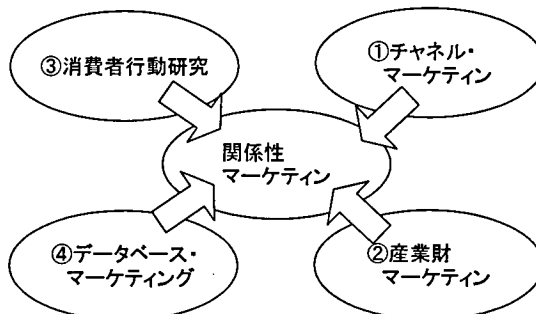 ③消費者行動研究
①チャネル・
マーケティン
関係性
マーケティン
④データベース・
マーケティング
②産業財
マーケティン